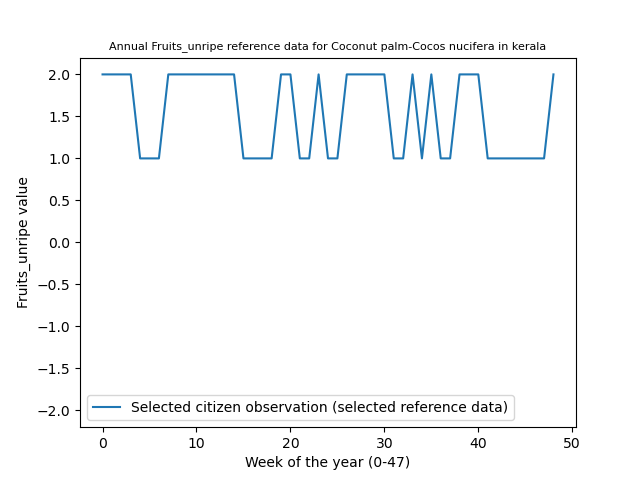 Annual Fruits_unripe reference data for Coconut palm-Cocos nucifera in kerala
2.0
1.5
1.0
0.5
0.0
−0.5
−1.0
−1.5
−2.0
Fruits_unripe value
Selected citizen observation (selected reference data)
0 10 20 30 40 50
Week of the year (0-47)